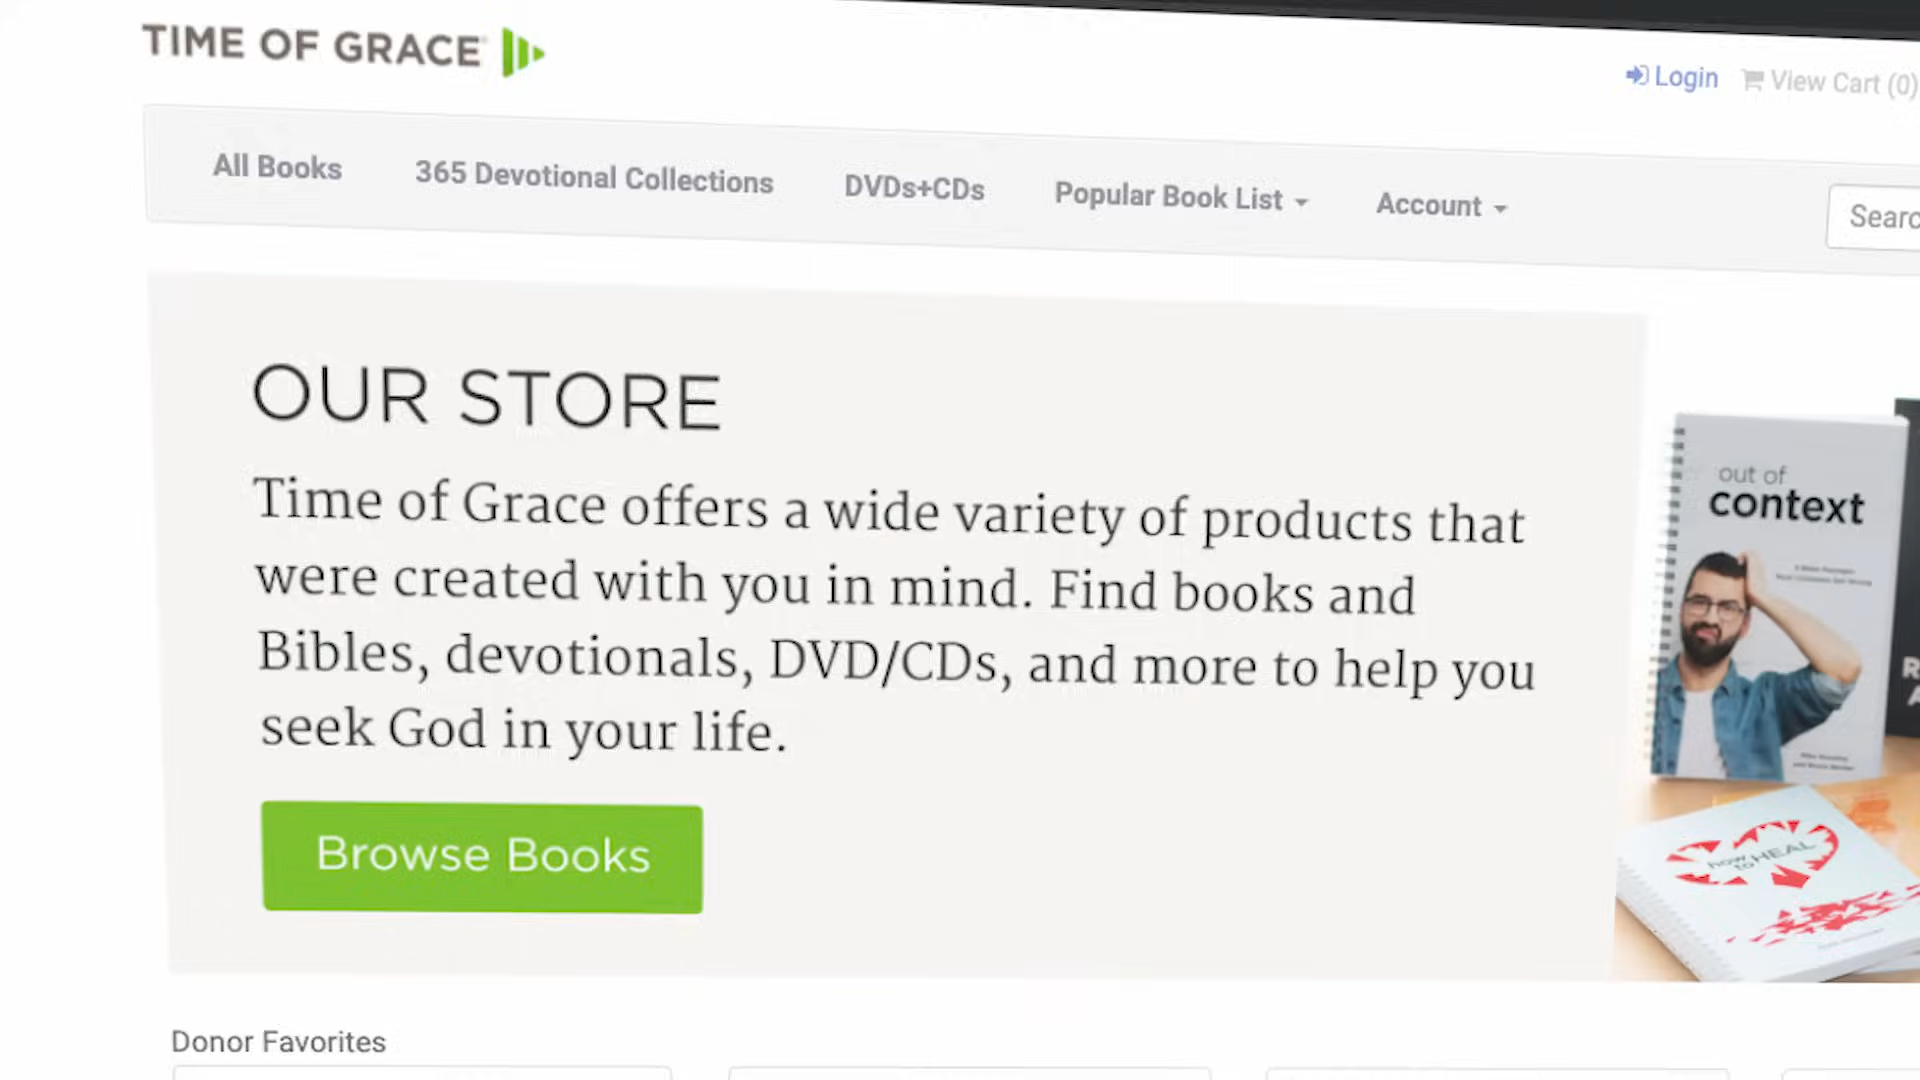 TIME OF GRACE
Login View Cart (0)
All Books 365 Devotional Collections DVDs+CDs Popular Book List Account
Searc
OUR STORE
Time of Grace offers a wide variety of products that
were created with you in mind. Find books and
Bibles, devotionals, DVD/CDs, and more to help you
seek God in your life.
Browse Books
out of
context
how
to HEAL
Donor Favorites